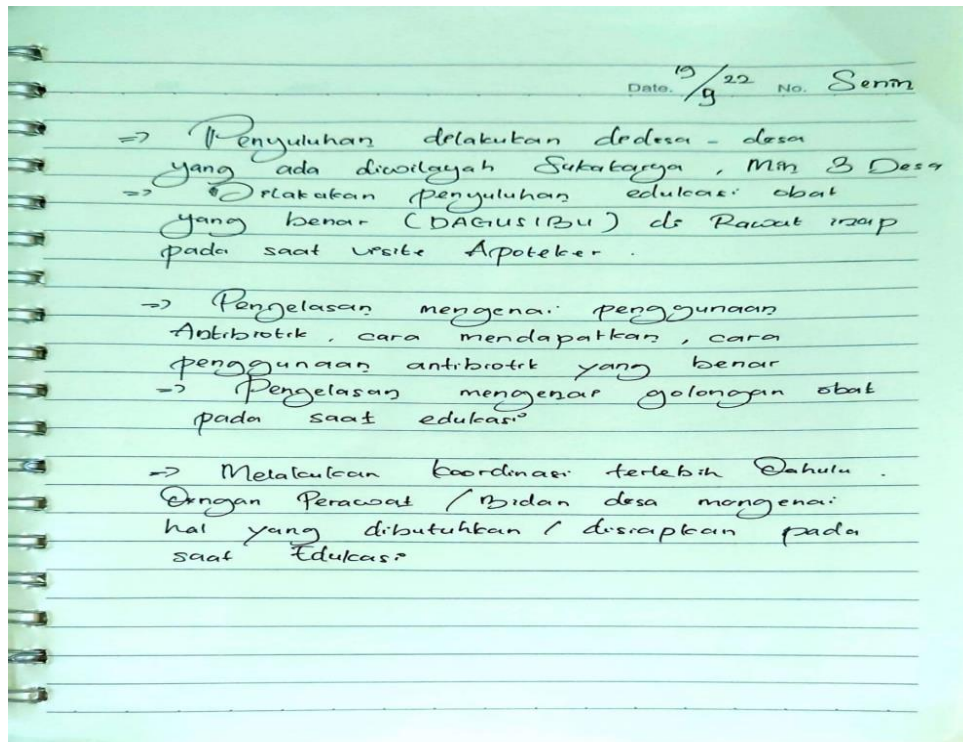 Date. 19/9 22 No. Senin
=> Penyuluhan dilakukan didesa - desa
yang ada diwilayah Sukakarya, Min 3 Desa
=> Dilakukan penyuluhan edukasi obat
yang benar (DAGUSIBU) di Rawat inap
pada saat visite Apoteker.
=> Penjelasan mengenai penggunaan
Antibiotik, cara mendapatkan, cara
penggunaan antibiotik yang benar
=> Penjelasan mengenai golongan obat
pada saat edukasi
=> Melakukan koordinasi terlebih Dahulu.
Dengan Perawat / Bidan desa mengenai
hal yang dibutuhkan / disiapkan pada
saat Edukasi